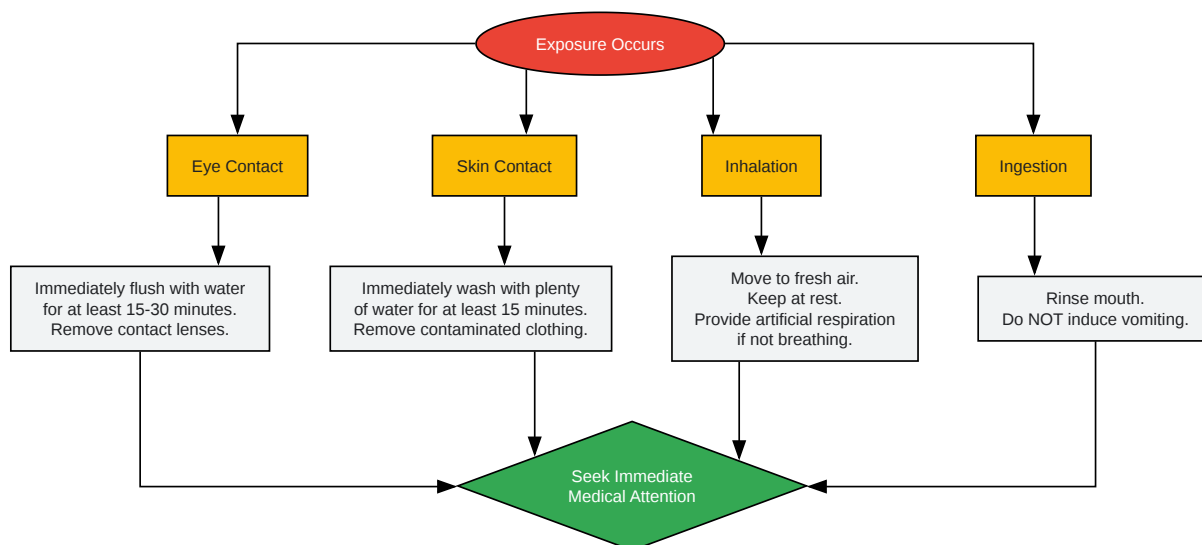 Exposure Occurs
Eye Contact
Skin Contact
Inhalation
Ingestion
Immediately flush with water
for at least 15-30 minutes.
Remove contact lenses.
Immediately wash with plenty
of water for at least 15 minutes.
Remove contaminated clothing.
Move to fresh air.
Keep at rest.
Provide artificial respiration
if not breathing.
Rinse mouth.
Do NOT induce vomiting.
Seek Immediate
Medical Attention